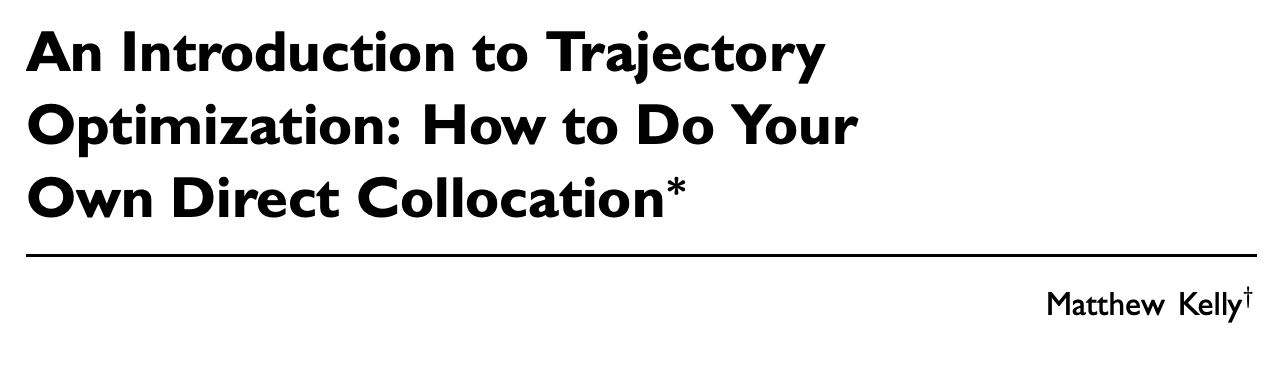 An Introduction to Trajectory
Optimization: How to Do Your
Own Direct Collocation*
Matthew Kelly†